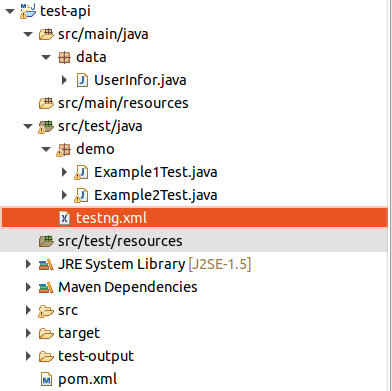 test-api
src/main/java
data
UserInfor.java
src/main/resources
src/test/java
demo
Example1Test.java
Example2Test.java
testng.xml
src/test/resources
JRE System Library [J2SE-1.5]
Maven Dependencies
src
target
test-output
pom.xml